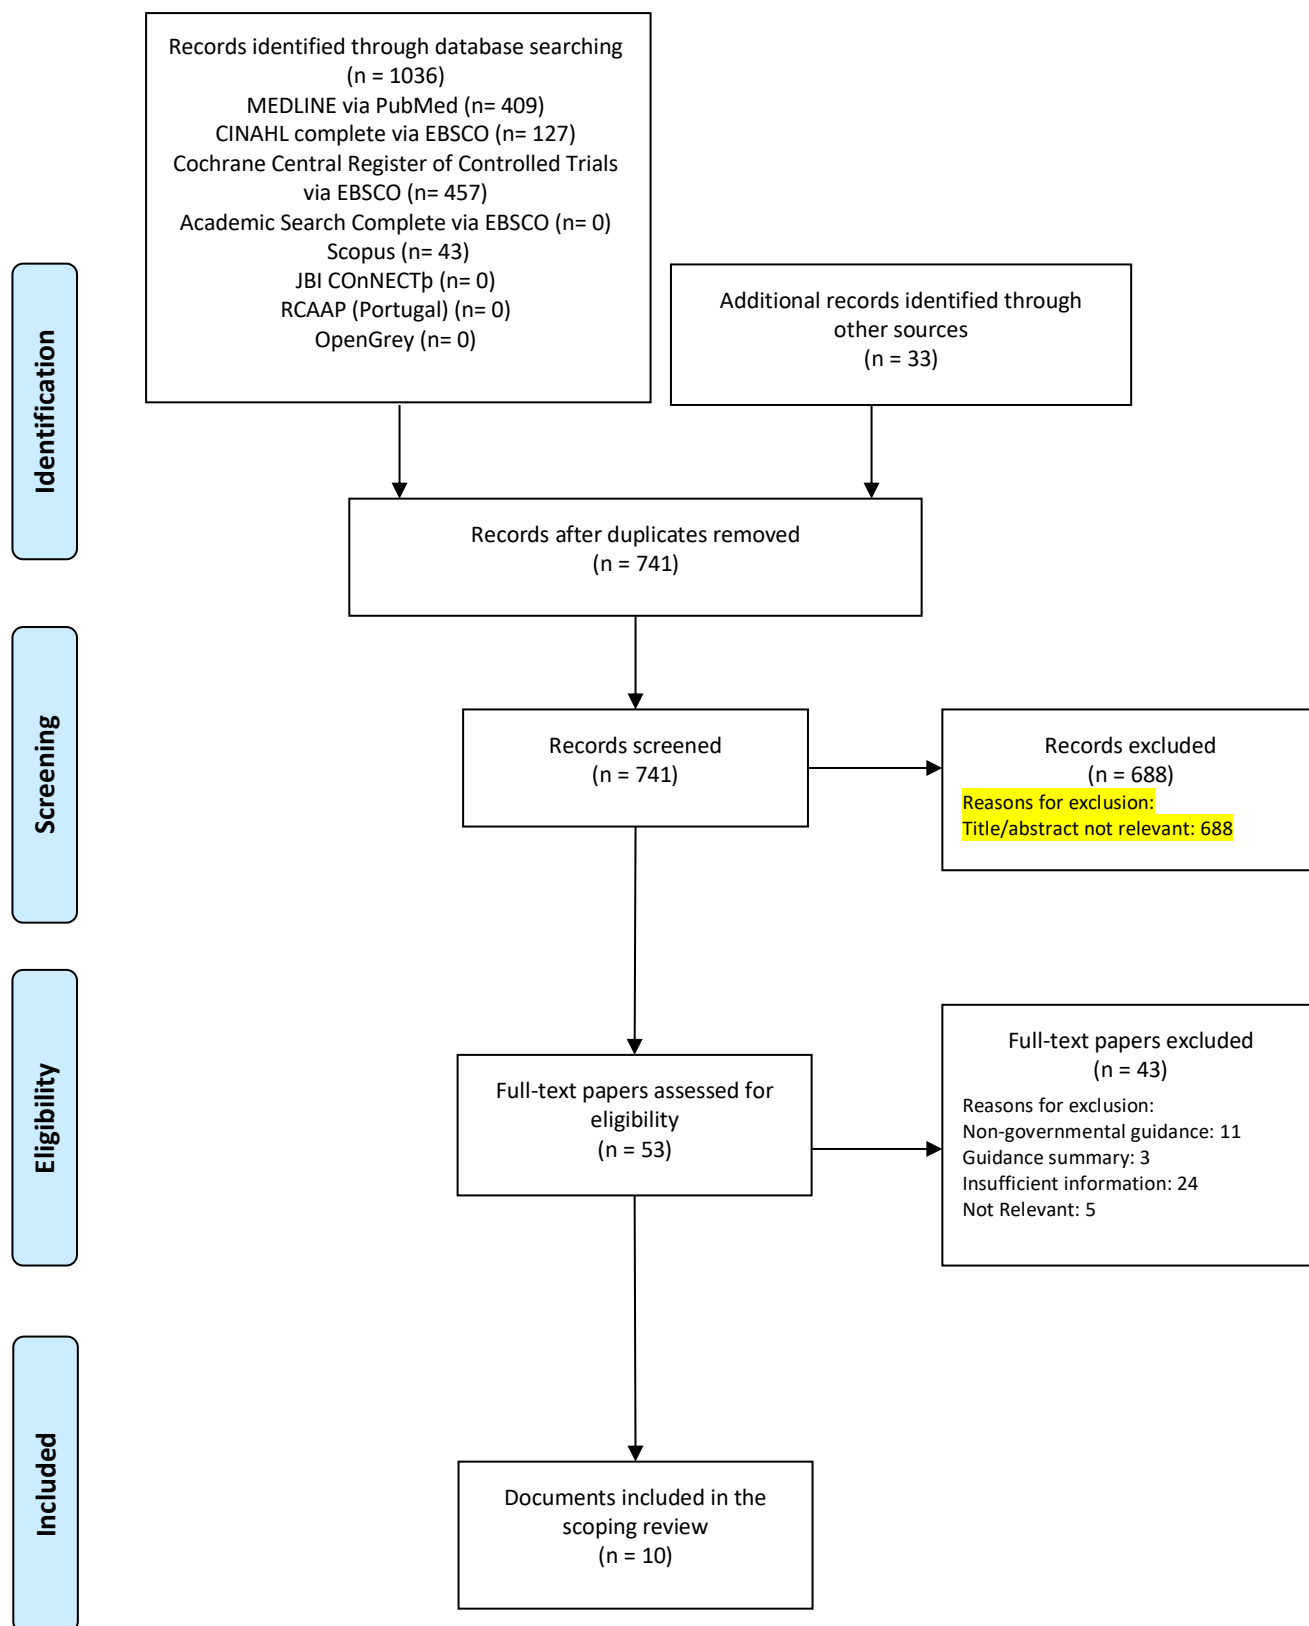 Records identified through database searching
(n = 1036)
MEDLINE via PubMed (n= 409)
CINAHL complete via EBSCO (n= 127)
Cochrane Central Register of Controlled Trials
via EBSCO (n= 457)
Academic Search Complete via EBSCO (n= 0)
Scopus (n= 43)
JBI COnNECTþ (n= 0)
RCAAP (Portugal) (n= 0)
OpenGrey (n= 0)
Additional records identified through
other sources
(n = 33)
Identification
Records after duplicates removed
(n = 741)
Screening
Records screened
(n = 741)
Records excluded
(n = 688)
Reasons for exclusion:
Title/abstract not relevant: 688
Eligibility
Full-text papers assessed for
eligibility
(n = 53)
Full-text papers excluded
(n = 43)
Reasons for exclusion:
Non-governmental guidance: 11
Guidance summary: 3
Insufficient information: 24
Not Relevant: 5
Included
Documents included in the
scoping review
(n = 10)